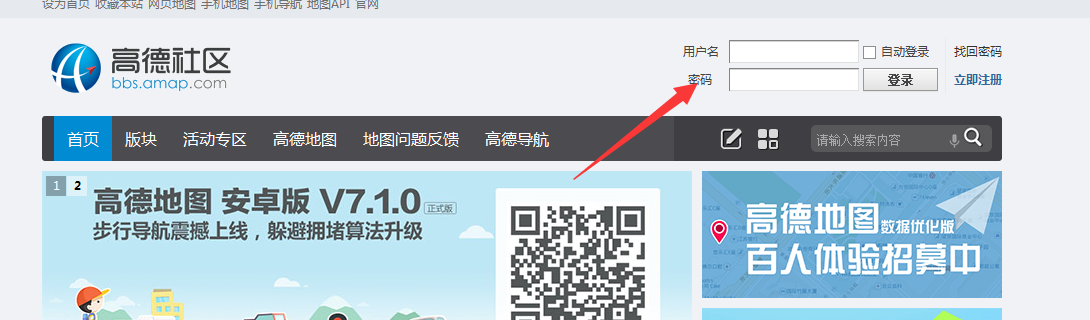 设为首页 收藏本站 网页地图 手机地图 手机导航 地图API 官网
高德社区
bbs.amap.com
用户名 自动登录 找回密码
密码 登录 立即注册
首页 版块 活动专区 高德地图 地图问题反馈 高德导航 请输入搜索内容
1 2
高德地图 安卓版 V7.1.0 正式版
步行导航震撼上线，躲避拥堵算法升级
高德地图 数据优化版
百人体验招募中